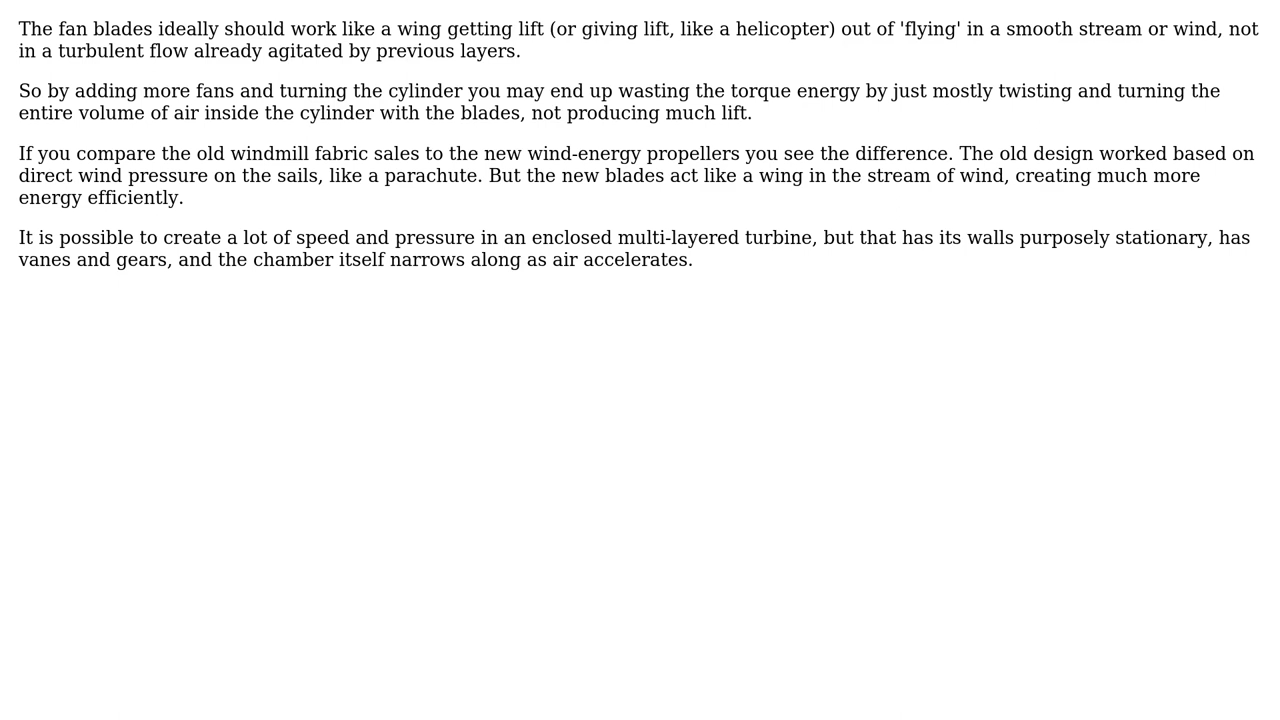 The fan blades ideally should work like a wing getting lift (or giving lift, like a helicopter) out of 'flying' in a smooth stream or wind, not
in a turbulent flow already agitated by previous layers.
So by adding more fans and turning the cylinder you may end up wasting the torque energy by just mostly twisting and turning the
entire volume of air inside the cylinder with the blades, not producing much lift.
If you compare the old windmill fabric sales to the new wind-energy propellers you see the difference. The old design worked based on
direct wind pressure on the sails, like a parachute. But the new blades act like a wing in the stream of wind, creating much more
energy efficiently.
It is possible to create a lot of speed and pressure in an enclosed multi-layered turbine, but that has its walls purposely stationary, has
vanes and gears, and the chamber itself narrows along as air accelerates.